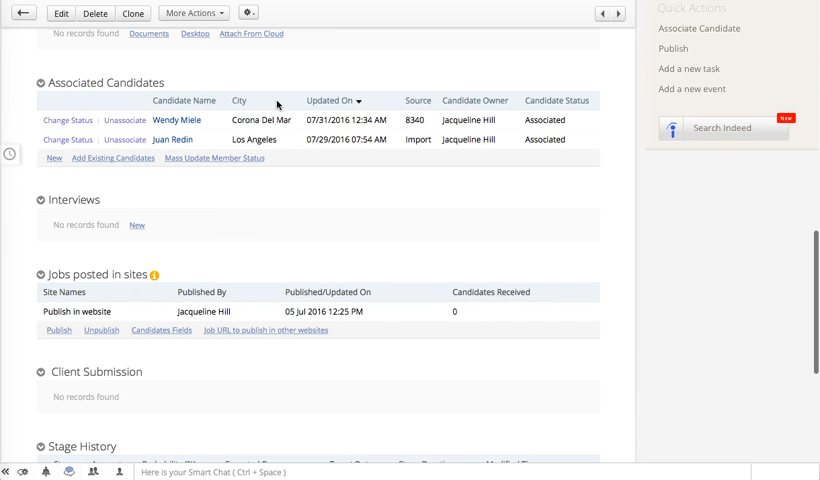 Edit Delete Clone More Actions
No records found Documents Desktop Attach From Cloud
Associated Candidates
Candidate Name City Updated On Source Candidate Owner Candidate Status
Change Status | Unassociate Wendy Miele Corona Del Mar 07/31/2016 12:34 AM 8340 Jacqueline Hill Associated
Change Status | Unassociate Juan Redin Los Angeles 07/29/2016 07:54 AM Import Jacqueline Hill Associated
New Add Existing Candidates Mass Update Member Status
Interviews
No records found New
Jobs posted in sites
Site Names Published By Published/Updated On Candidates Received
Publish in website Jacqueline Hill 05 Jul 2016 12:25 PM 0
Publish Unpublish Candidates Fields Job URL to publish in other websites
Client Submission
No records found
Stage History
Here is your Smart Chat ( Ctrl + Space )
Quick Actions
Associate Candidate
Publish
Add a new task
Add a new event
New
Search Indeed